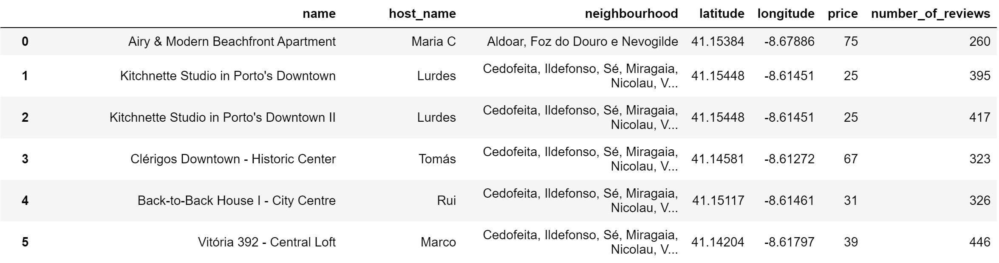 name host_name neighbourhood latitude longitude price number_of_reviews
0 Airy & Modern Beachfront Apartment Maria C Aldoar, Foz do Douro e Nevogilde 41.15384 -8.67886 75 260
1 Kitchnette Studio in Porto's Downtown Lurdes Cedofeita, Ildefonso, Sé, Miragaia, Nicolau, V... 41.15448 -8.61451 25 395
2 Kitchnette Studio in Porto's Downtown II Lurdes Cedofeita, Ildefonso, Sé, Miragaia, Nicolau, V... 41.15448 -8.61451 25 417
3 Clérigos Downtown - Historic Center Tomás Cedofeita, Ildefonso, Sé, Miragaia, Nicolau, V... 41.14581 -8.61272 67 323
4 Back-to-Back House I - City Centre Rui Cedofeita, Ildefonso, Sé, Miragaia, Nicolau, V... 41.15117 -8.61461 31 326
5 Vitória 392 - Central Loft Marco Cedofeita, Ildefonso, Sé, Miragaia, Nicolau, V... 41.14204 -8.61797 39 446